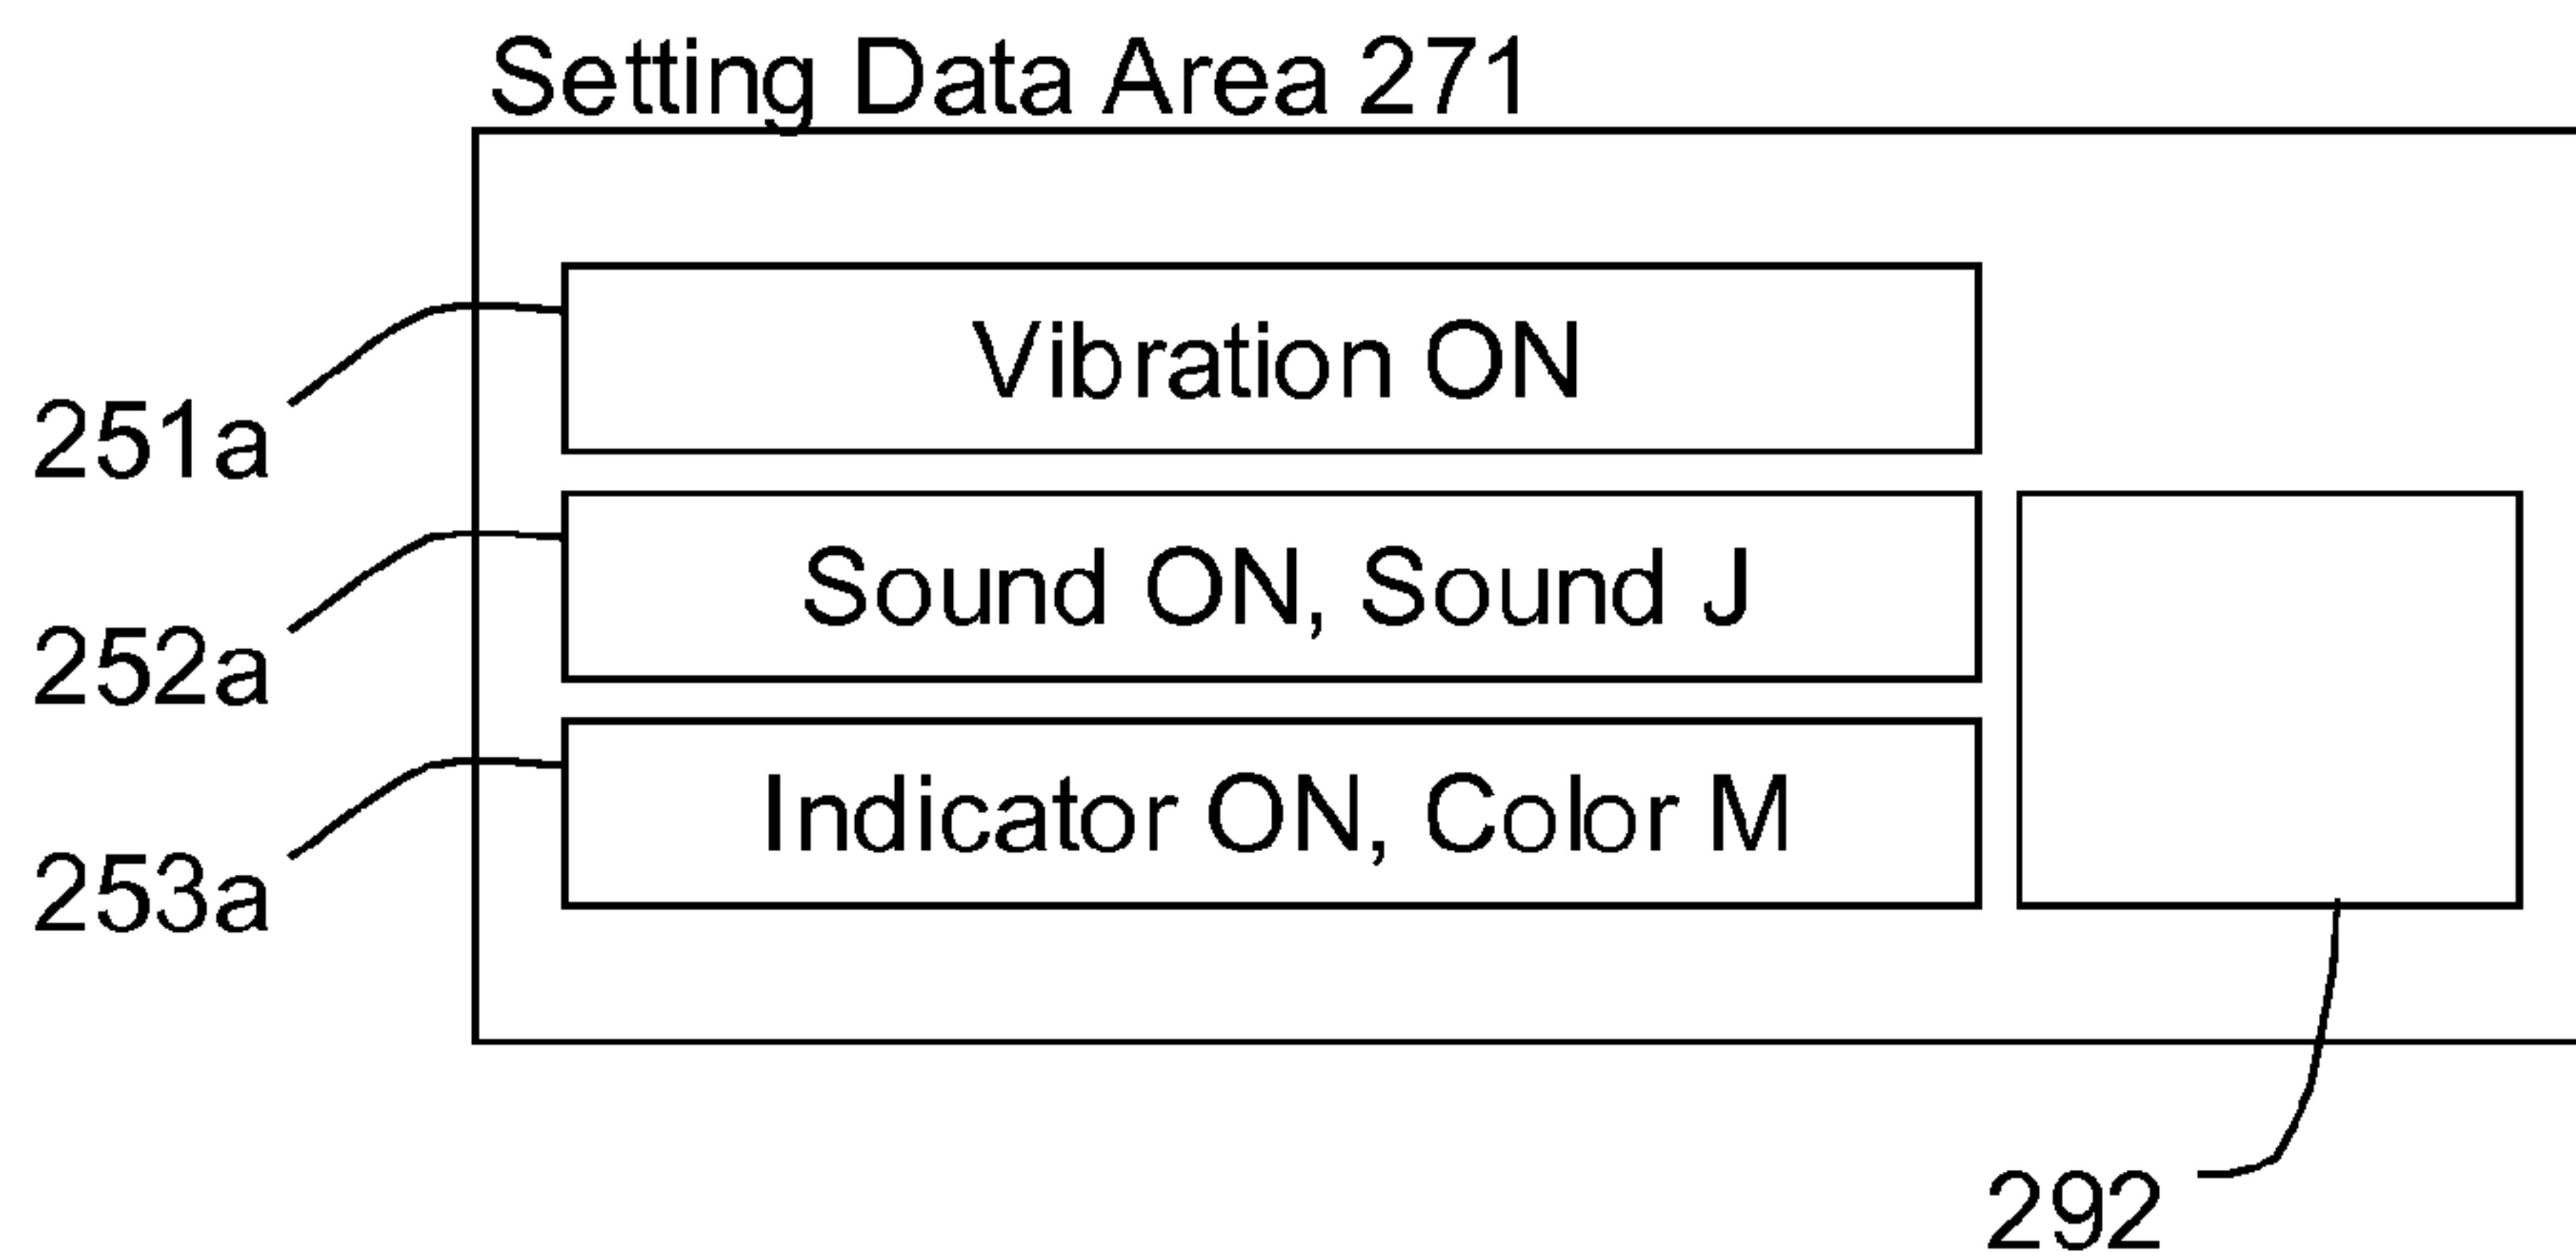 Setting Data Area 271
Vibration ON
251a
Sound ON, Sound J
252a
Indicator ON, Color M
253a
292